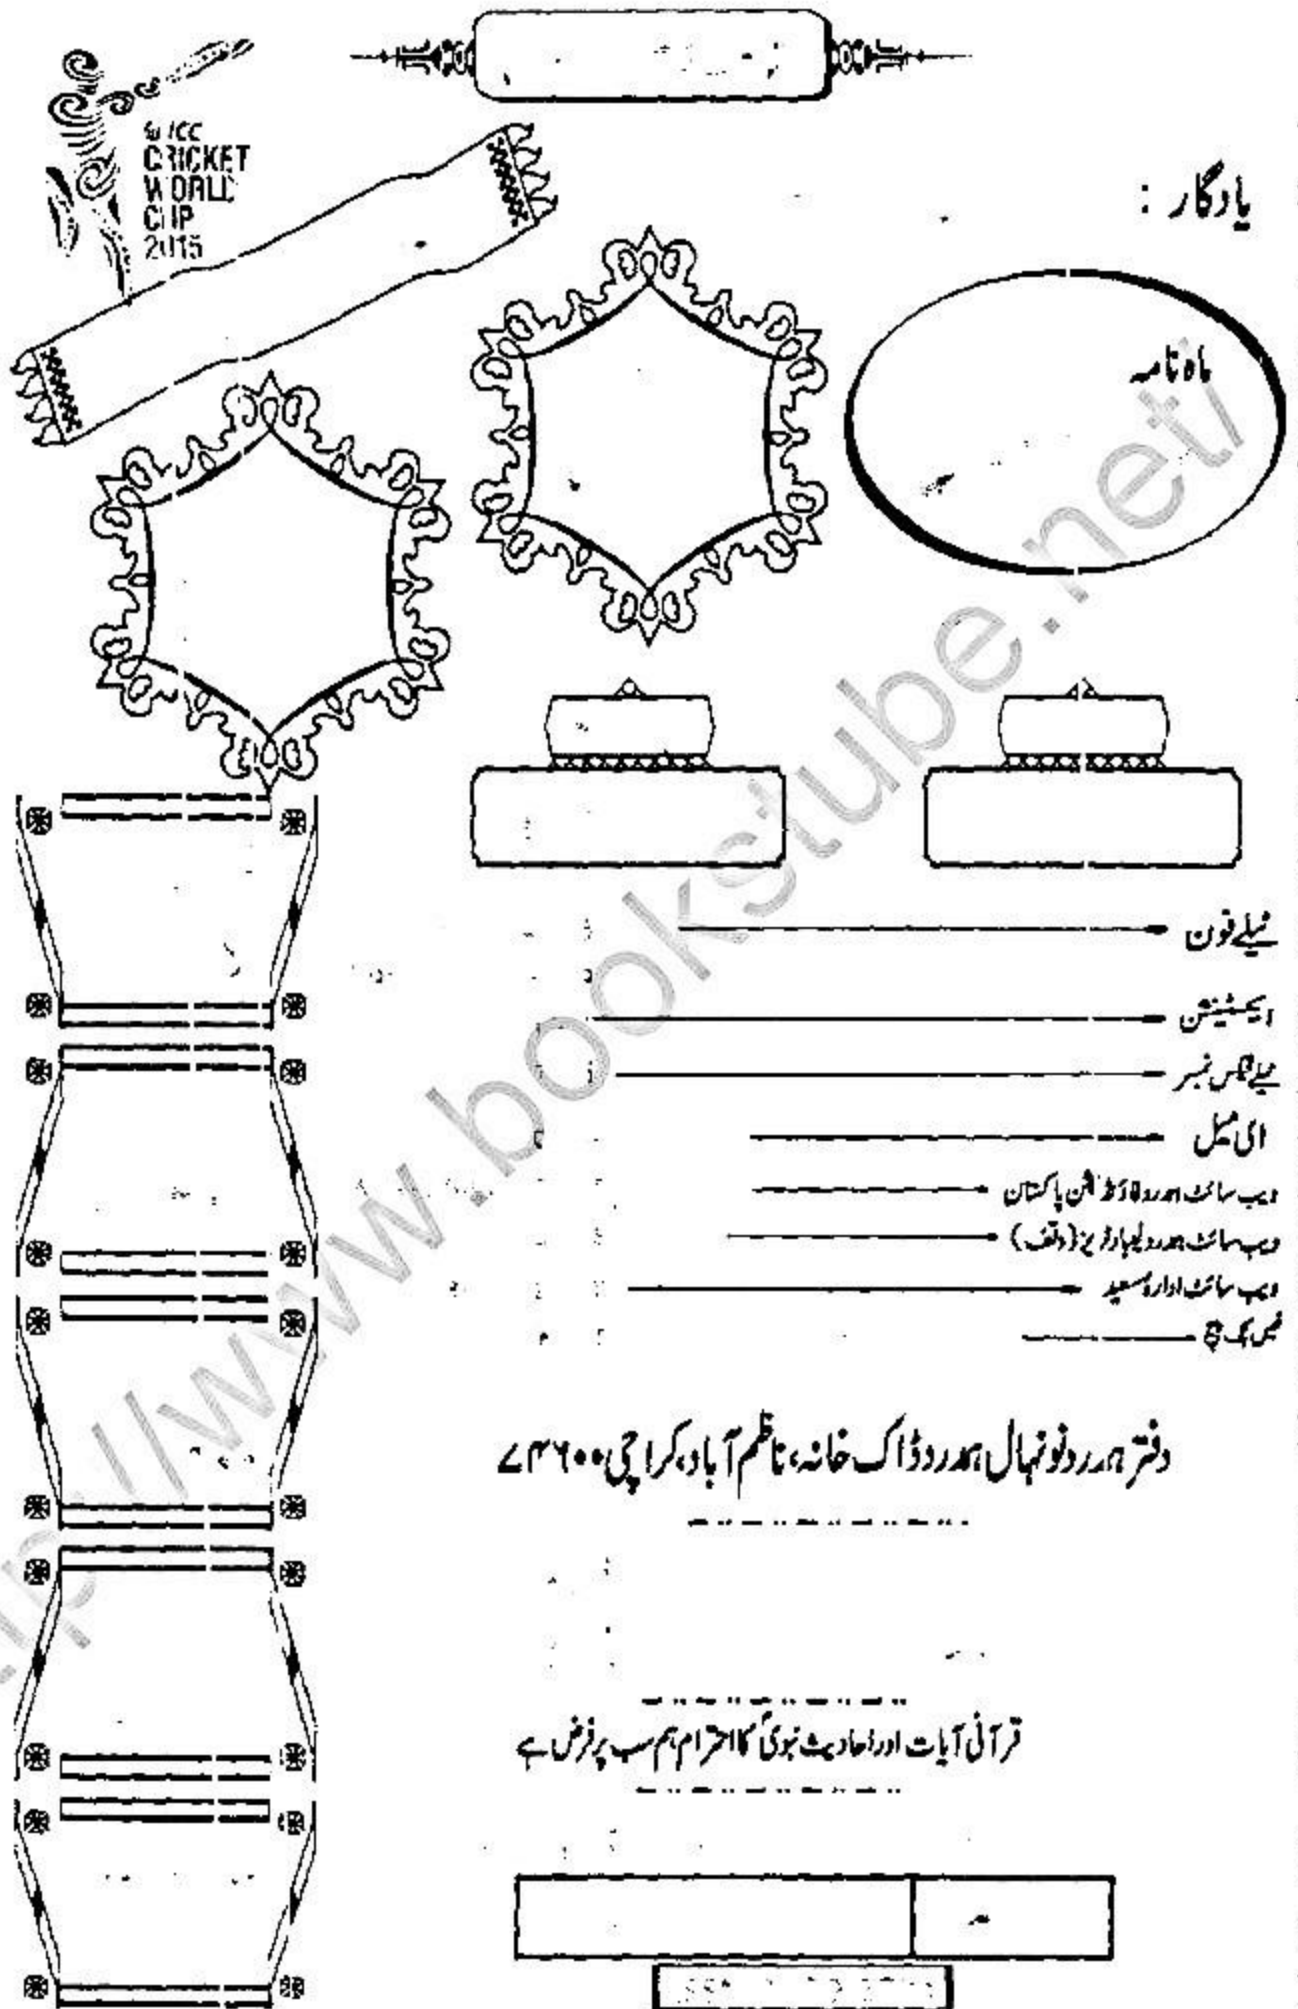 ICC
CRICKET
WORLD
CUP
2015
یادگار :
ماہ نامہ
ٹیلے فون
ایکسٹینشن
ٹیلے فیکس نمبر
ای میل
ویب سائٹ ہمدرد فاؤنڈیشن پاکستان
ویب سائٹ ہمدرد لیبارٹریز (وقف)
ویب سائٹ ادارۂ سعید
فیس بک پیج
دفتر ہمدرد نونہال ہمدرد ڈاک خانہ، ناظم آباد، کراچی ۷۴۶۰۰
قرآنی آیات اور احادیث نبویؐ کا احترام ہم سب پر فرض ہے
//www.bookstube.net/